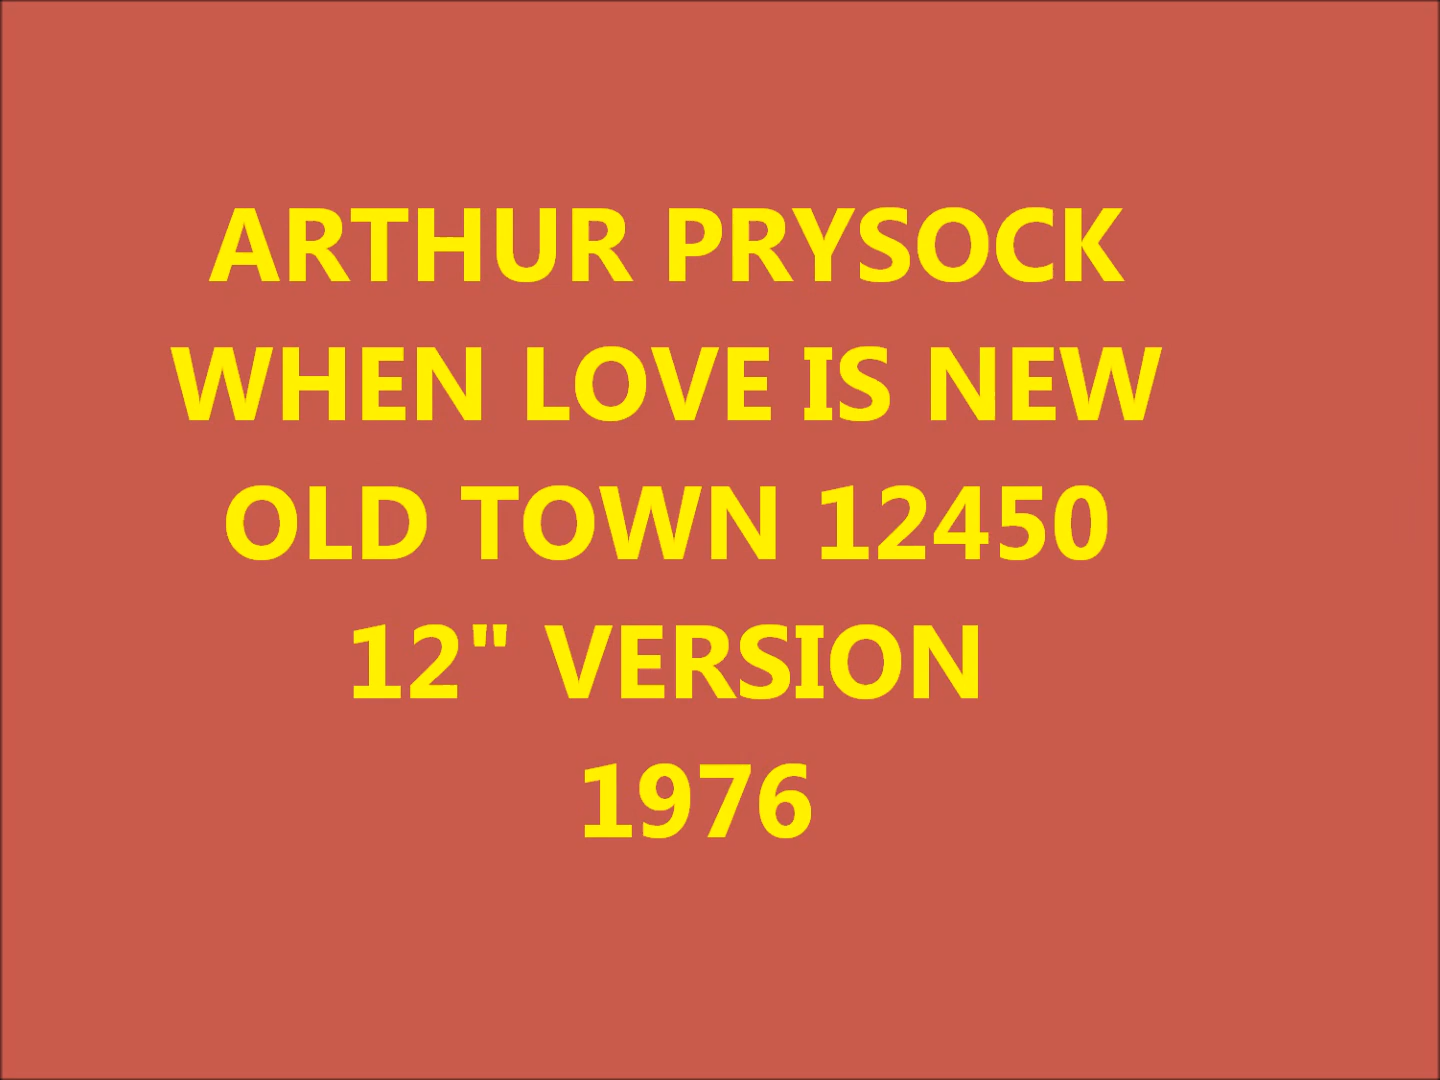 ARTHUR PRYSOCK
WHEN LOVE IS NEW
OLD TOWN 12450
12" VERSION
1976